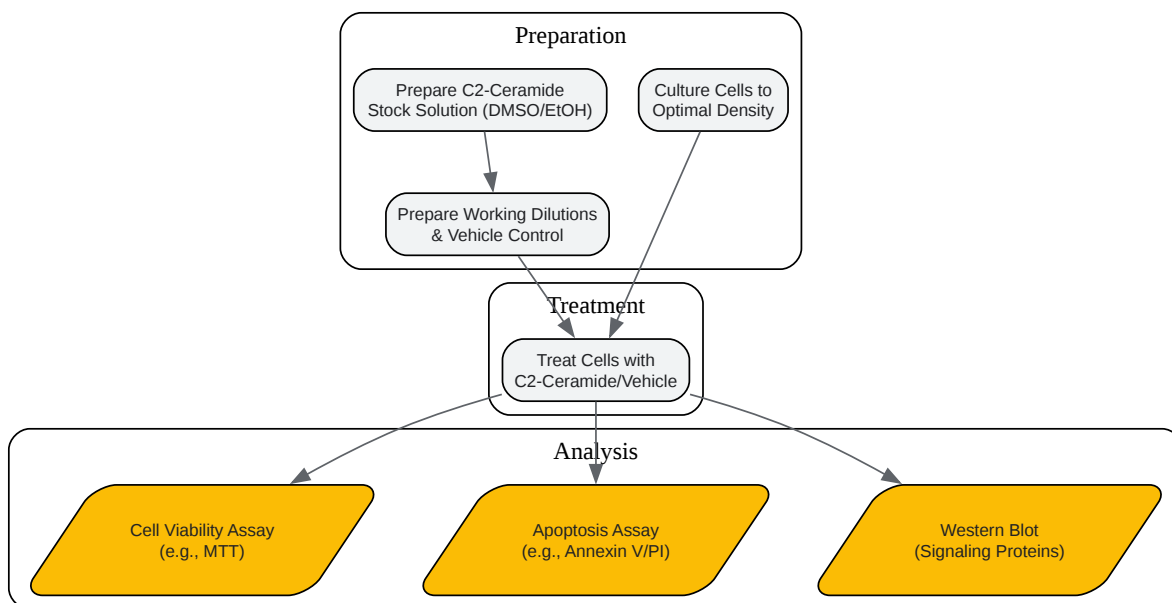 Preparation
Prepare C2-Ceramide
Stock Solution (DMSO/EtOH)
Culture Cells to
Optimal Density
Prepare Working Dilutions
& Vehicle Control
Treatment
Treat Cells with
C2-Ceramide/Vehicle
Analysis
Cell Viability Assay
(e.g., MTT)
Apoptosis Assay
(e.g., Annexin V/PI)
Western Blot
(Signaling Proteins)